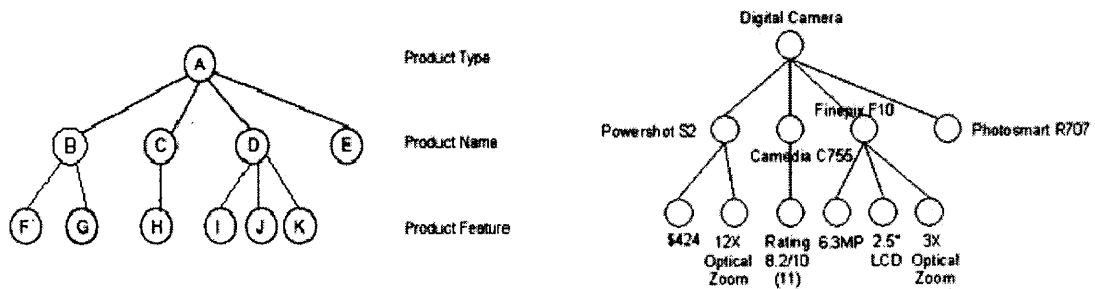 A
Product Type
B
C
D
E
Product Name
F
G
H
I
J
K
Product Feature
Digital Camera
Finepix F10
Powershot S2
Photosmart R707
Camedia C755
$424
12X
Optical
Zoom
Rating
8.2/10
(11)
6.3MP
2.5"
LCD
3X
Optical
Zoom